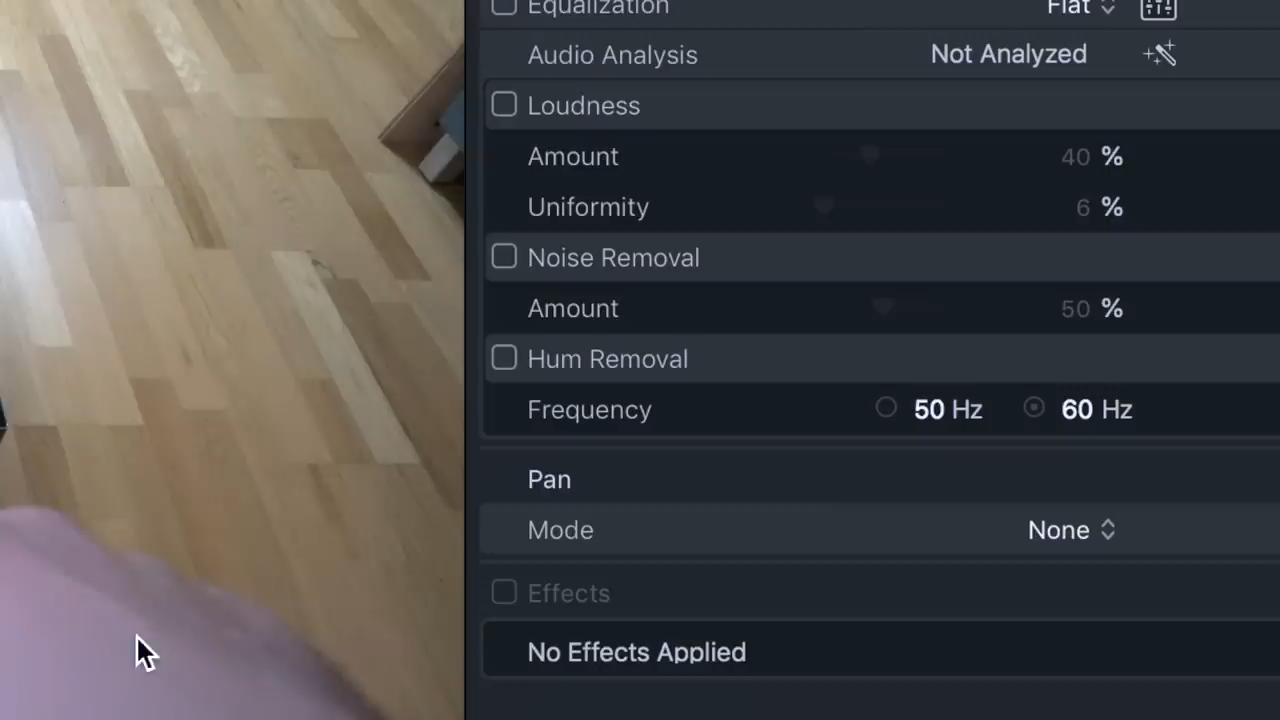 Equalization Flat
Audio Analysis Not Analyzed
Loudness
Amount 40 %
Uniformity 6 %
Noise Removal
Amount 50 %
Hum Removal
Frequency 50 Hz 60 Hz
Pan
Mode None
Effects
No Effects Applied